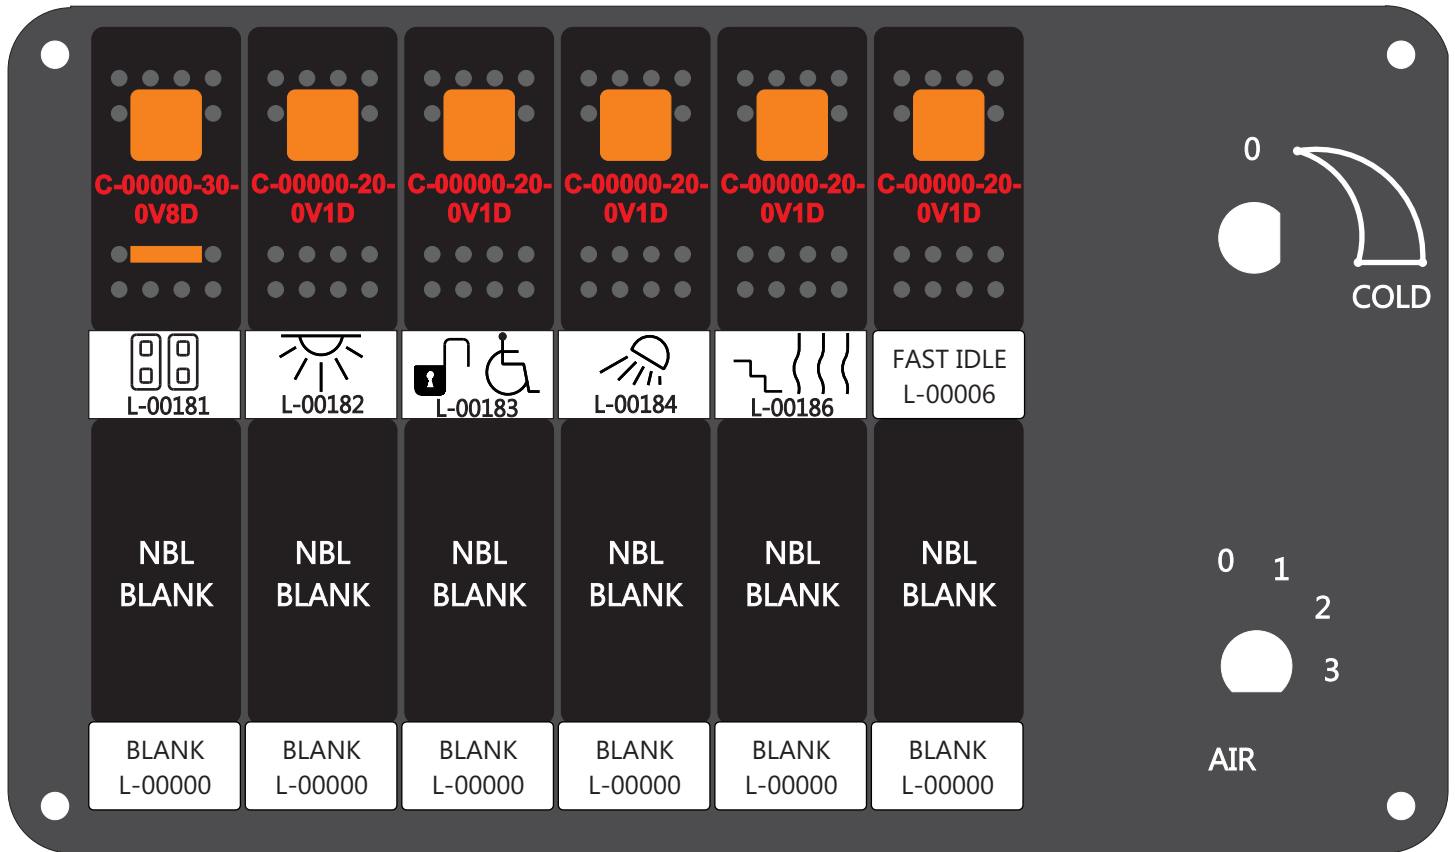 C-00000-30-
0V8D
C-00000-20-
0V1D
C-00000-20-
0V1D
C-00000-20-
0V1D
C-00000-20-
0V1D
C-00000-20-
0V1D
L-00181
L-00182
L-00183
L-00184
L-00186
FAST IDLE
L-00006
NBL
BLANK
NBL
BLANK
NBL
BLANK
NBL
BLANK
NBL
BLANK
NBL
BLANK
BLANK
L-00000
BLANK
L-00000
BLANK
L-00000
BLANK
L-00000
BLANK
L-00000
BLANK
L-00000
0
COLD
0
1
2
3
AIR